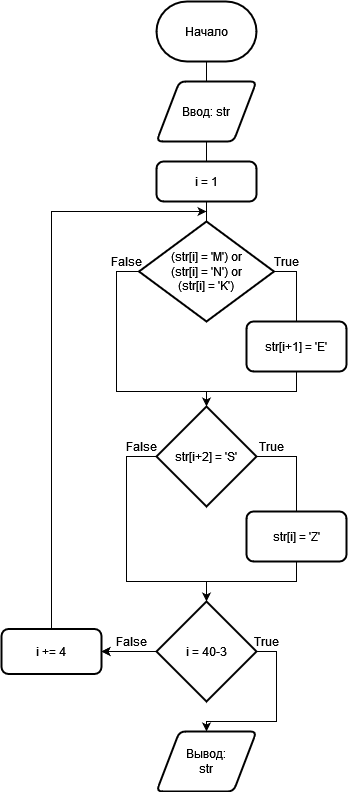 Начало
Ввод: str
i = 1
False
(str[i] = 'M') or
(str[i] = 'N') or
(str[i] = 'K')
True
str[i+1] = 'E'
False
str[i+2] = 'S'
True
str[i] = 'Z'
i += 4
False
i = 40-3
True
Вывод:
str